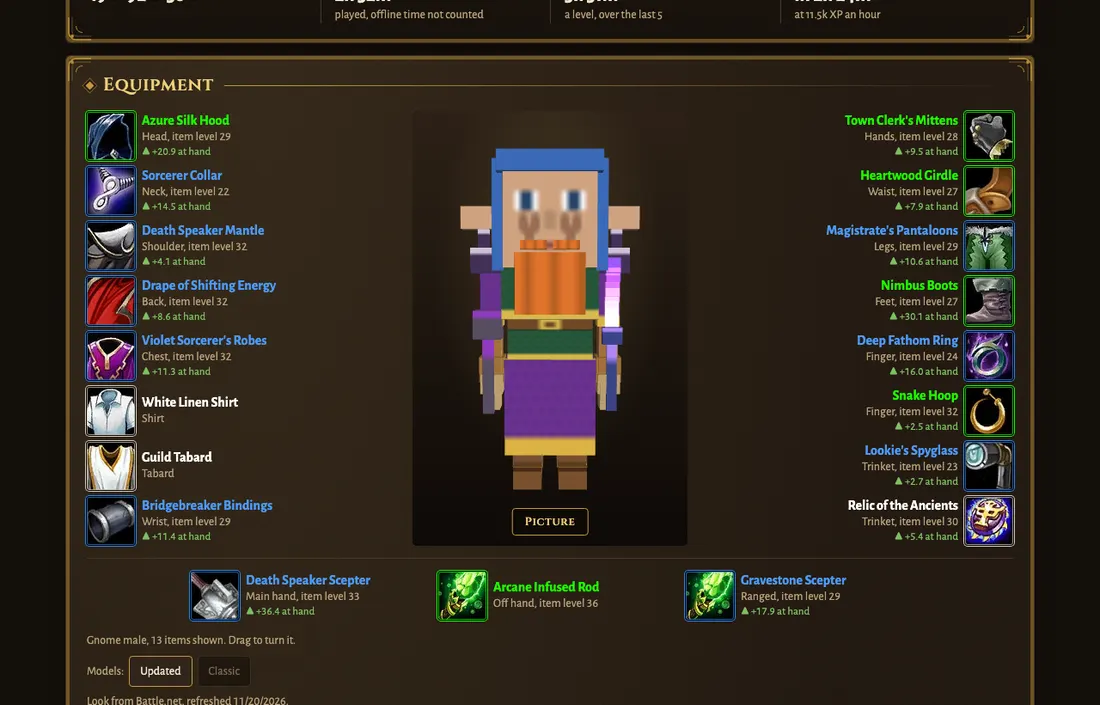 played, offline time not counted
a level, over the last 5
at 11.5k XP an hour
Equipment
Azure Silk Hood
Head, item level 29
+20.9 at hand
Sorcerer Collar
Neck, item level 22
+14.5 at hand
Death Speaker Mantle
Shoulder, item level 32
+4.1 at hand
Drape of Shifting Energy
Back, item level 32
+8.6 at hand
Violet Sorcerer's Robes
Chest, item level 32
+11.3 at hand
White Linen Shirt
Shirt
Guild Tabard
Tabard
Bridgebreaker Bindings
Wrist, item level 29
+11.4 at hand
Picture
Town Clerk's Mittens
Hands, item level 28
+9.5 at hand
Heartwood Girdle
Waist, item level 27
+7.9 at hand
Magistrate's Pantaloons
Legs, item level 29
+10.6 at hand
Nimbus Boots
Feet, item level 27
+30.1 at hand
Deep Fathom Ring
Finger, item level 24
+16.0 at hand
Snake Hoop
Finger, item level 32
+2.5 at hand
Lookie's Spyglass
Trinket, item level 23
+2.7 at hand
Relic of the Ancients
Trinket, item level 30
+5.4 at hand
Death Speaker Scepter
Main hand, item level 33
+36.4 at hand
Arcane Infused Rod
Off hand, item level 36
Gravestone Scepter
Ranged, item level 29
+17.9 at hand
Gnome male, 13 items shown. Drag to turn it.
Models: Updated Classic
Look from Battle.net, refreshed 11/20/2026.